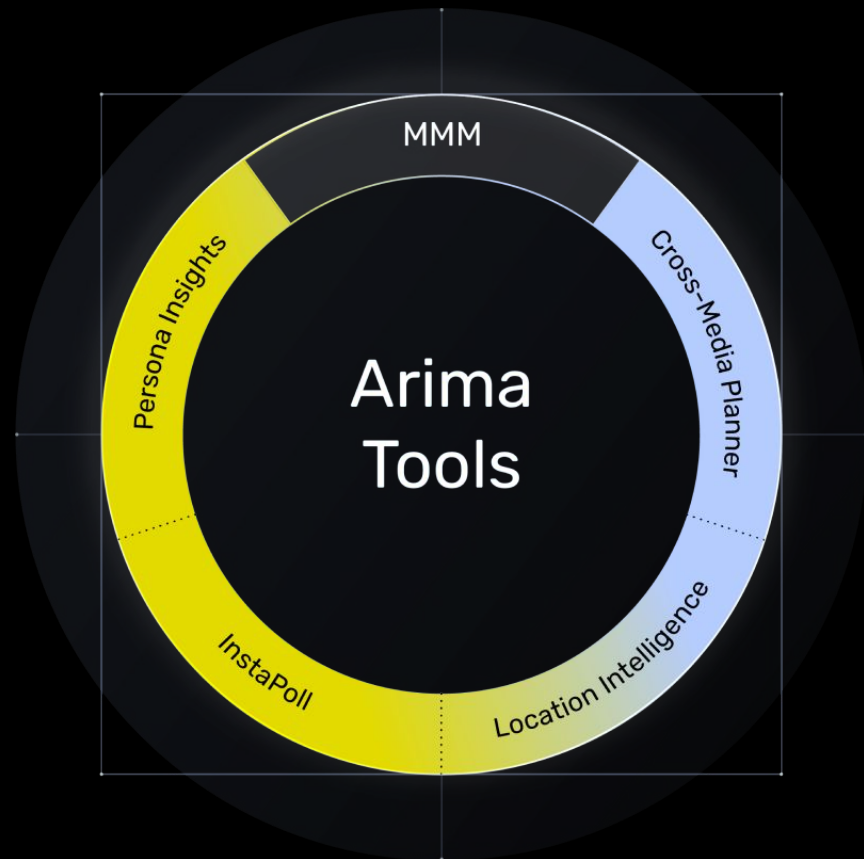 MMM
Cross-Media Planner
Location Intelligence
InstaPoll
Persona Insights
Arima
Tools